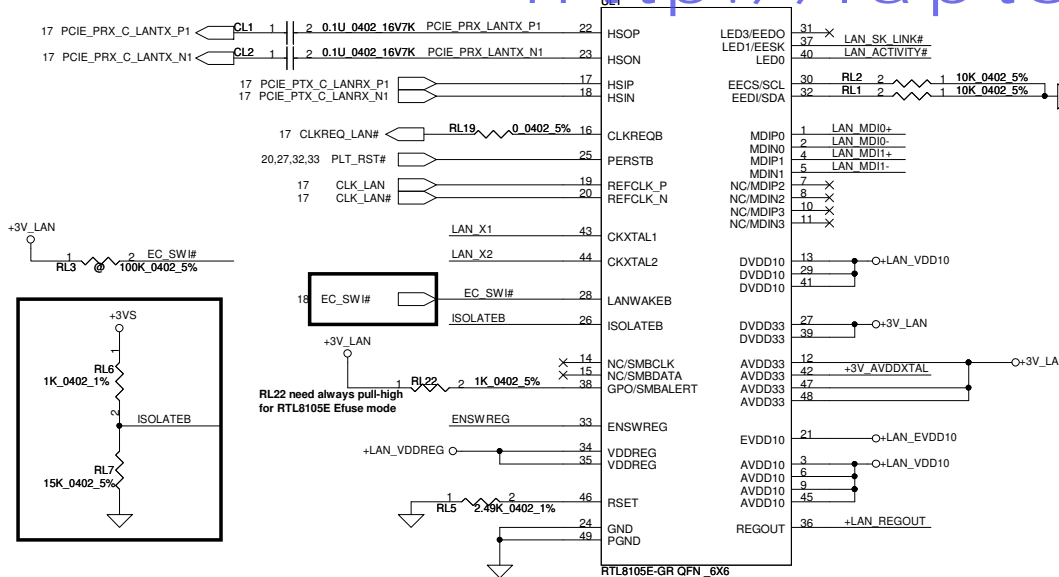 17 PCIE_PRX_C_LANTX_P1 CL1 1 2 0.1U_0402_16V7K PCIE_PRX_LANTX_P1 22 HSOP
17 PCIE_PRX_C_LANTX_N1 CL2 1 2 0.1U_0402_16V7K PCIE_PRX_LANTX_N1 23 HSON
17 PCIE_PTX_C_LANRX_P1 17 HSIP
17 PCIE_PTX_C_LANRX_N1 18 HSIN
17 CLKREQ_LAN# RL19 0_0402_5% 16 CLKREQB
20,27,32,33 PLT_RST# 25 PERSTB
17 CLK_LAN 19 REFCLK_P
17 CLK_LAN# 20 REFCLK_N
LAN_X1 43 CKXTAL1
LAN_X2 44 CKXTAL2
18 EC_SWI# EC_SWI# 28 LANWAKEB
ISOLATEB 26 ISOLATEB
14 NC/SMBCLK
15 NC/SMBDATA
+3V_LAN
1 RL22 2 1K_0402_5% 38 GPO/SMBALERT
RL22 need always pull-high
for RTL8105E Efuse mode
ENSWREG 33 ENSWREG
+LAN_VDDREG 34 VDDREG
35 VDDREG
1 RL5 2 2.49K_0402_1% 46 RSET
24 GND
49 PGND
+3V_LAN
1 RL3 @ 2 100K_0402_5% EC_SWI#
+3VS
1
RL6
1K_0402_1%
2
ISOLATEB
RL7
15K_0402_5%
LED3/EEDO 31
LED1/EESK 37 LAN_SK_LINK#
LED0 40 LAN_ACTIVITY#
EECS/SCL 30 RL2 2 1 10K_0402_5%
EEDI/SDA 32 RL1 2 1 10K_0402_5%
MDIP0 1 LAN_MDI0+
MDIN0 2 LAN_MDI0-
MDIP1 4 LAN_MDI1+
MDIN1 5 LAN_MDI1-
NC/MDIP2 7
NC/MDIN2 8
NC/MDIP3 10
NC/MDIN3 11
DVDD10 13 +LAN_VDD10
DVDD10 29
DVDD10 41
DVDD33 27 +3V_LAN
DVDD33 39
AVDD33 12 +3V_LA
AVDD33 42 +3V_AVDDXTAL
AVDD33 47
AVDD33 48
EVDD10 21 +LAN_EVDD10
AVDD10 3 +LAN_VDD10
AVDD10 6
AVDD10 9
AVDD10 45
REGOUT 36 +LAN_REGOUT
RTL8105E-GR QFN _6X6